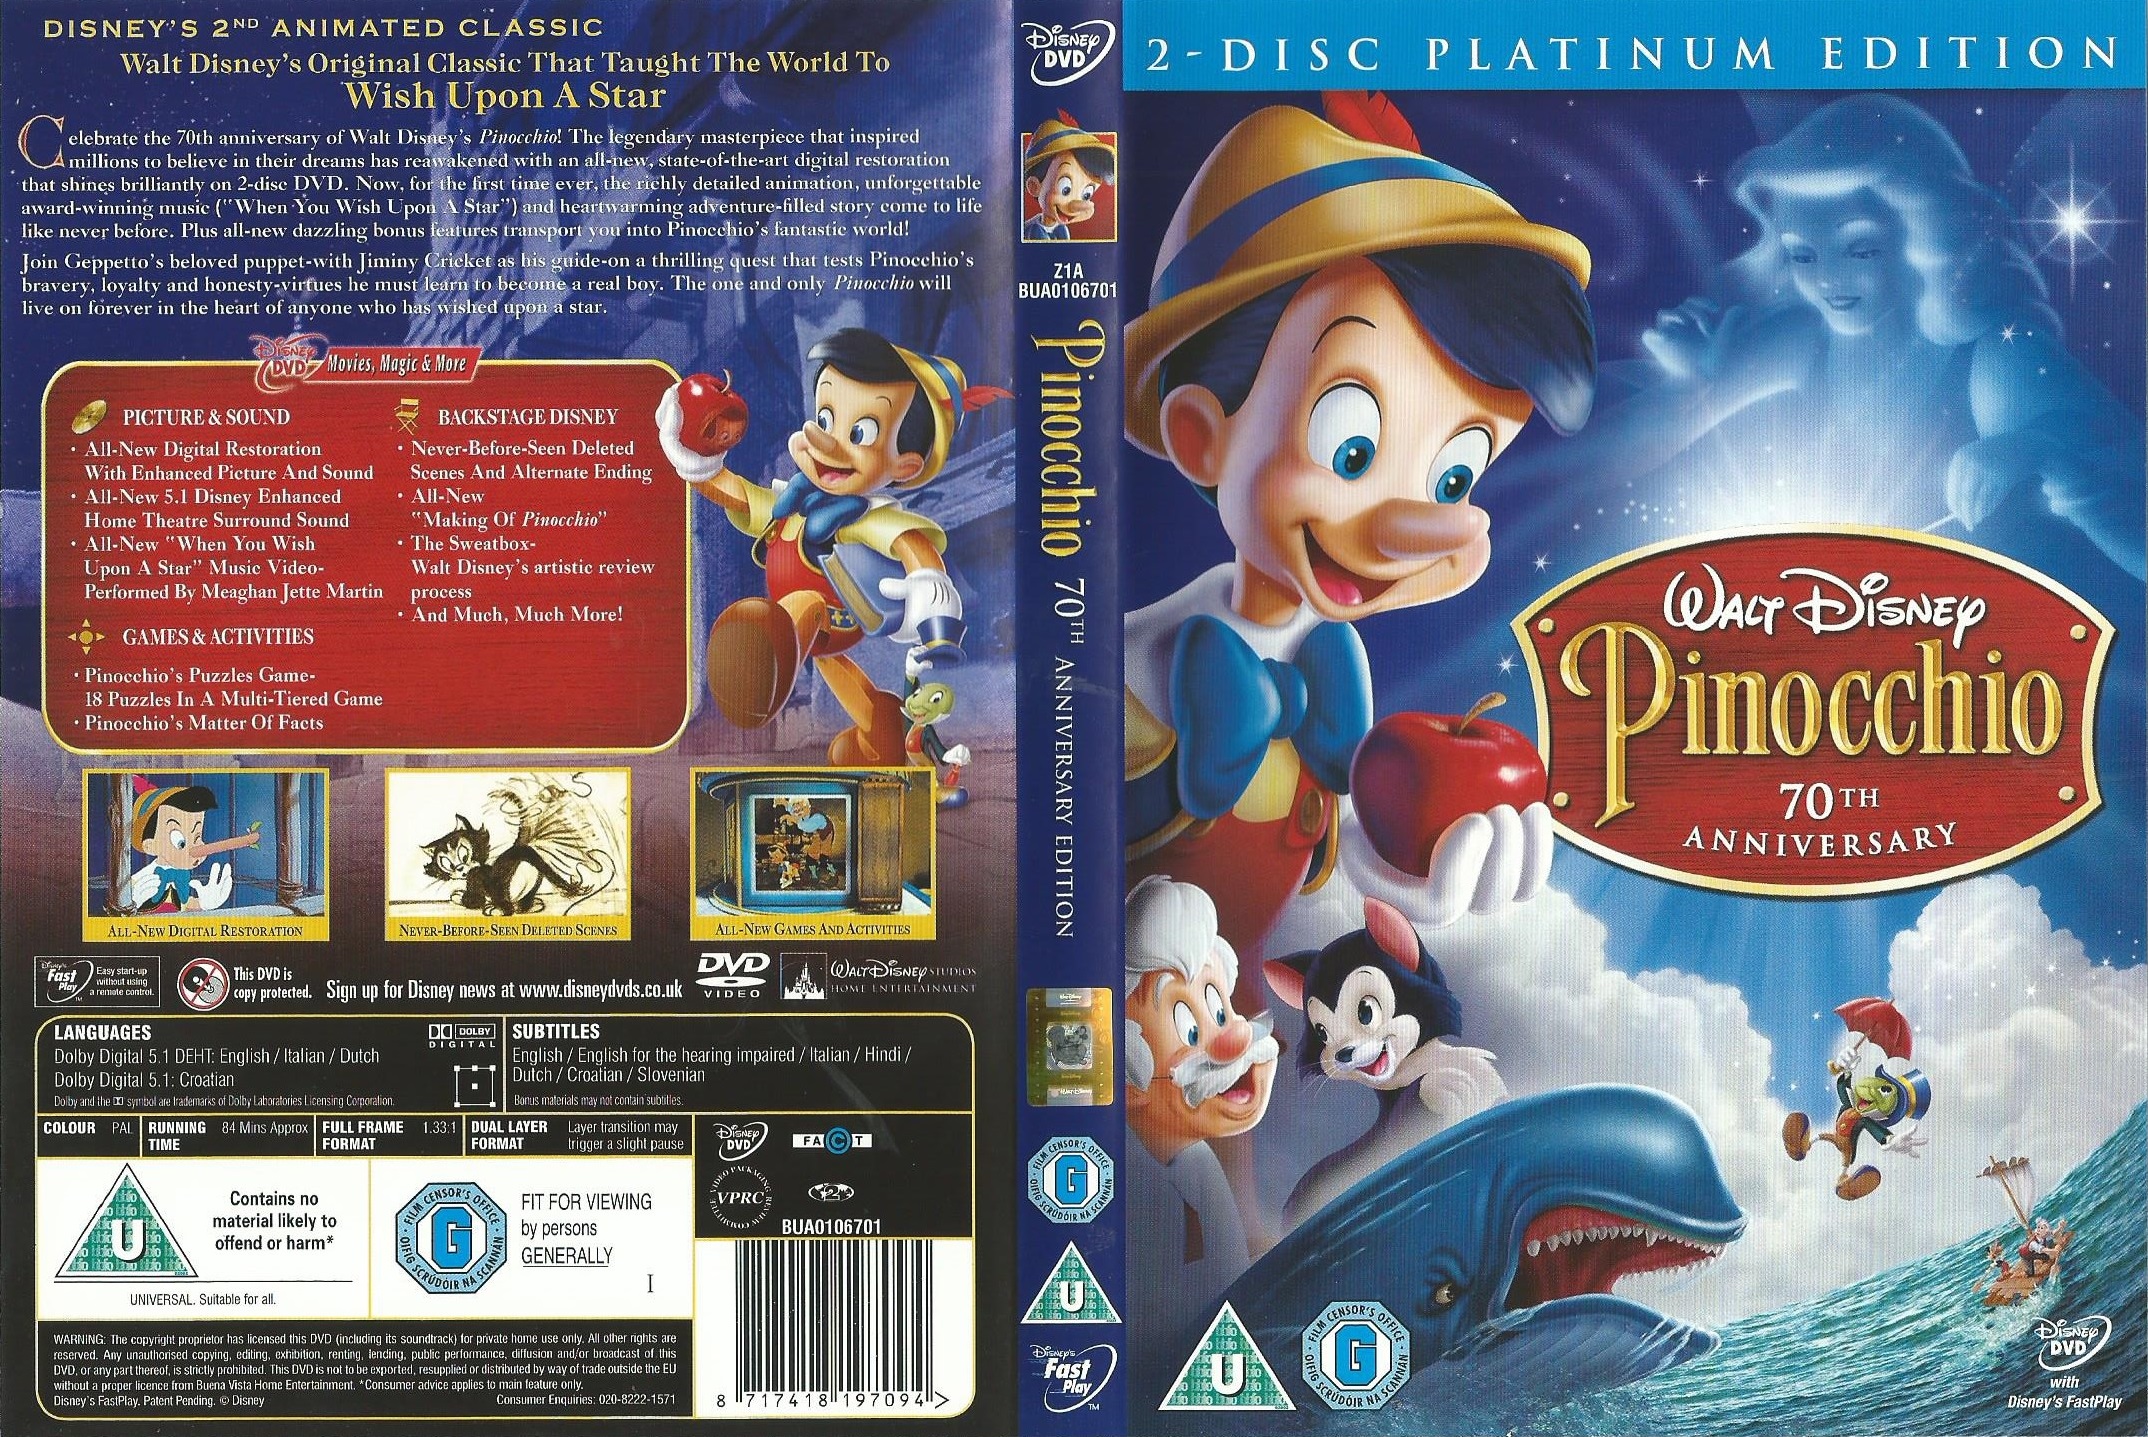 DISNEY'S 2ND ANIMATED CLASSIC
Walt Disney's Original Classic That Taught The World To
Wish Upon A Star
Celebrate the 70th anniversary of Walt Disney's Pinocchio! The legendary masterpiece that inspired
millions to believe in their dreams has reawakened with an all-new, state-of-the-art digital restoration
that shines brilliantly on 2-disc DVD. Now, for the first time ever, the richly detailed animation, unforgettable
award-winning music ("When You Wish Upon A Star") and heartwarming adventure-filled story come to life
like never before. Plus all-new dazzling bonus features transport you into Pinocchio's fantastic world!
Join Geppetto's beloved puppet-with Jiminy Cricket as his guide-on a thrilling quest that tests Pinocchio's
bravery, loyalty and honesty-virtues he must learn to become a real boy. The one and only Pinocchio will
live on forever in the heart of anyone who has wished upon a star.
Disney DVD Movies, Magic & More
PICTURE & SOUND
· All-New Digital Restoration
With Enhanced Picture And Sound
· All-New 5.1 Disney Enhanced
Home Theatre Surround Sound
· All-New "When You Wish
Upon A Star" Music Video-
Performed By Meaghan Jette Martin
GAMES & ACTIVITIES
· Pinocchio's Puzzles Game-
18 Puzzles In A Multi-Tiered Game
· Pinocchio's Matter Of Facts
BACKSTAGE DISNEY
· Never-Before-Seen Deleted
Scenes And Alternate Ending
· All-New
"Making Of Pinocchio"
· The Sweatbox-
Walt Disney's artistic review
process
· And Much, Much More!
ALL-NEW DIGITAL RESTORATION
NEVER-BEFORE-SEEN DELETED SCENES
ALL-NEW GAMES AND ACTIVITIES
Disney's Fast Play ™
Easy start-up
without using
a remote control.
This DVD is
copy protected.
Sign up for Disney news at www.disneydvds.co.uk
DVD
VIDEO
WALT DISNEY STUDIOS
HOME ENTERTAINMENT
LANGUAGES
Dolby Digital 5.1 DEHT: English / Italian / Dutch
Dolby Digital 5.1: Croatian
Dolby and the DD symbol are trademarks of Dolby Laboratories Licensing Corporation.
DOLBY
DIGITAL
SUBTITLES
English / English for the hearing impaired / Italian / Hindi /
Dutch / Croatian / Slovenian
Bonus materials may not contain subtitles.
COLOUR PAL
RUNNING TIME 84 Mins Approx
FULL FRAME FORMAT 1.33:1
DUAL LAYER FORMAT Layer transition may
trigger a slight pause
U
Contains no
material likely to
offend or harm*
UNIVERSAL. Suitable for all.
FILM CENSOR'S OFFICE
G
OIFIG SCRÚDÓIR NA SCANNÁN
FIT FOR VIEWING
by persons
GENERALLY
I
Disney DVD
FACT
VIDEO PACKAGING REVIEW COMMITTEE
VPRC
2
BUA0106701
8 717418 197094 >
WARNING: The copyright proprietor has licensed this DVD (including its soundtrack) for private home use only. All other rights are
reserved. Any unauthorised copying, editing, exhibition, renting, lending, public performance, diffusion and/or broadcast of this
DVD, or any part thereof, is strictly prohibited. This DVD is not to be exported, resupplied or distributed by way of trade outside the EU
without a proper licence from Buena Vista Home Entertainment. *Consumer advice applies to main feature only.
Disney's FastPlay. Patent Pending. © Disney
Consumer Enquiries: 020-8222-1571
Disney DVD
Z1A
BUA0106701
Pinocchio 70TH ANNIVERSARY EDITION
FILM CENSOR'S OFFICE
G
OIFIG SCRÚDÓIR NA SCANNÁN
U
Disney's Fast Play ™
2-DISC PLATINUM EDITION
WALT DISNEY
Pinocchio
70TH
ANNIVERSARY
U
FILM CENSOR'S OFFICE
G
OIFIG SCRÚDÓIR NA SCANNÁN
Disney DVD
with
Disney's FastPlay